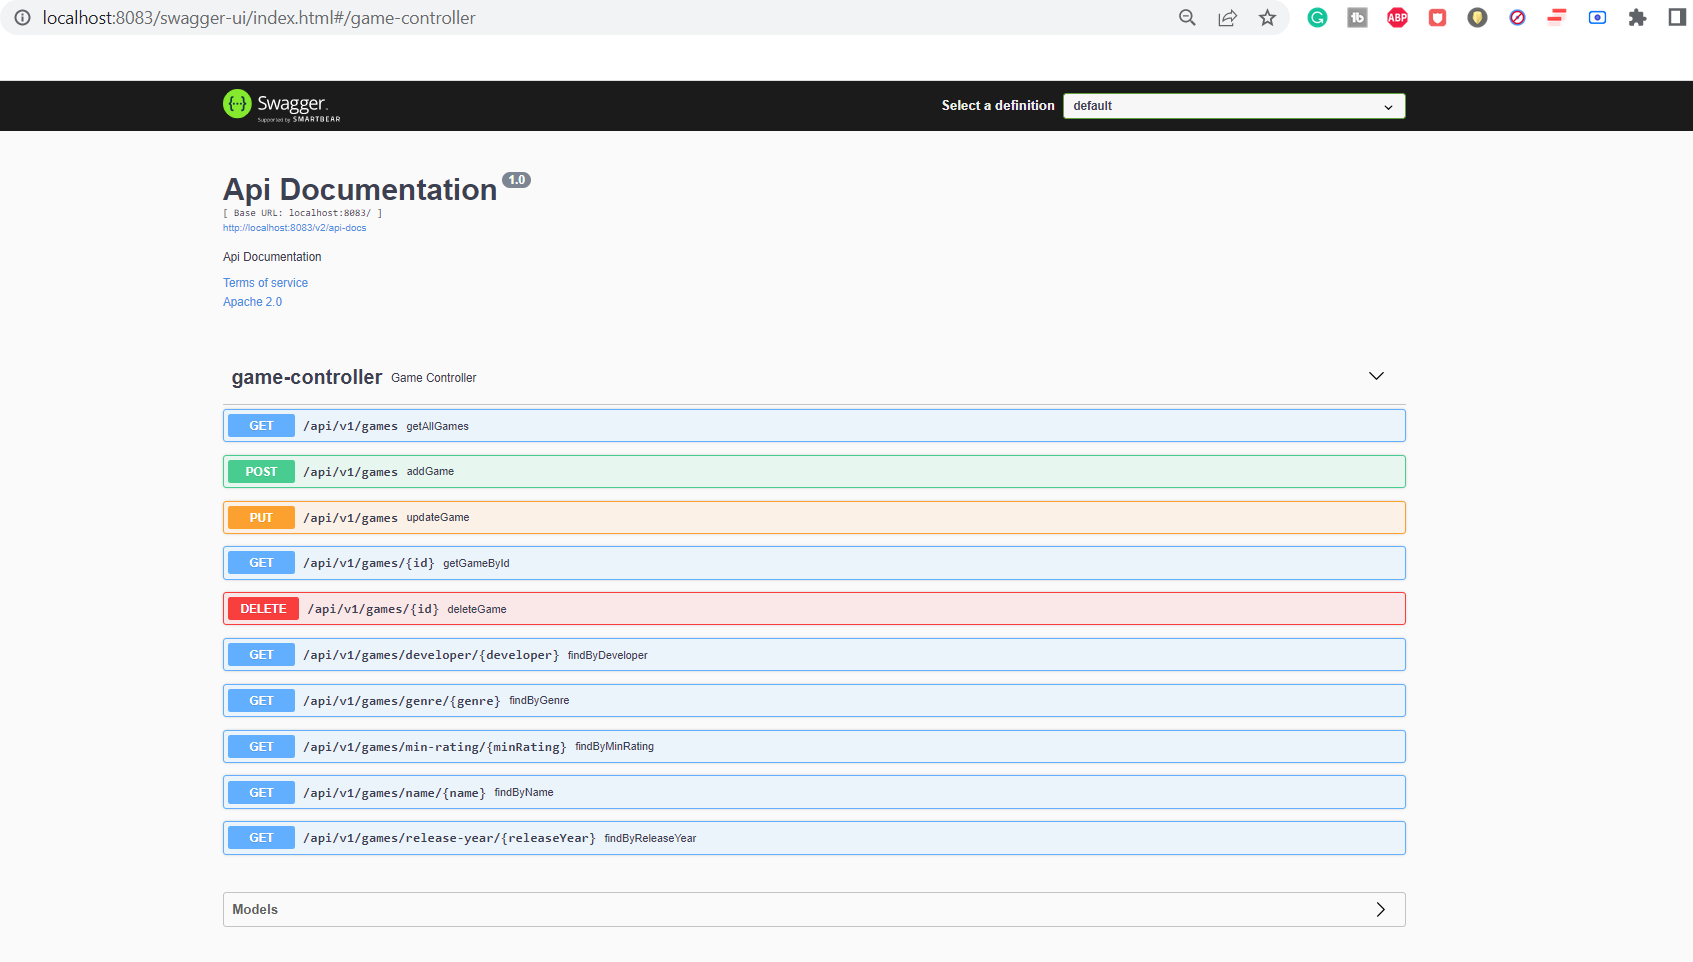 localhost:8083/swagger-ui/index.html#/game-controller
G tb ABP
{···} Swagger.
Supported by SMARTBEAR
Select a definition default
Api Documentation 1.0
[ Base URL: localhost:8083/ ]
http://localhost:8083/v2/api-docs
Api Documentation
Terms of service
Apache 2.0
game-controller Game Controller
GET /api/v1/games getAllGames
POST /api/v1/games addGame
PUT /api/v1/games updateGame
GET /api/v1/games/{id} getGameById
DELETE /api/v1/games/{id} deleteGame
GET /api/v1/games/developer/{developer} findByDeveloper
GET /api/v1/games/genre/{genre} findByGenre
GET /api/v1/games/min-rating/{minRating} findByMinRating
GET /api/v1/games/name/{name} findByName
GET /api/v1/games/release-year/{releaseYear} findByReleaseYear
Models